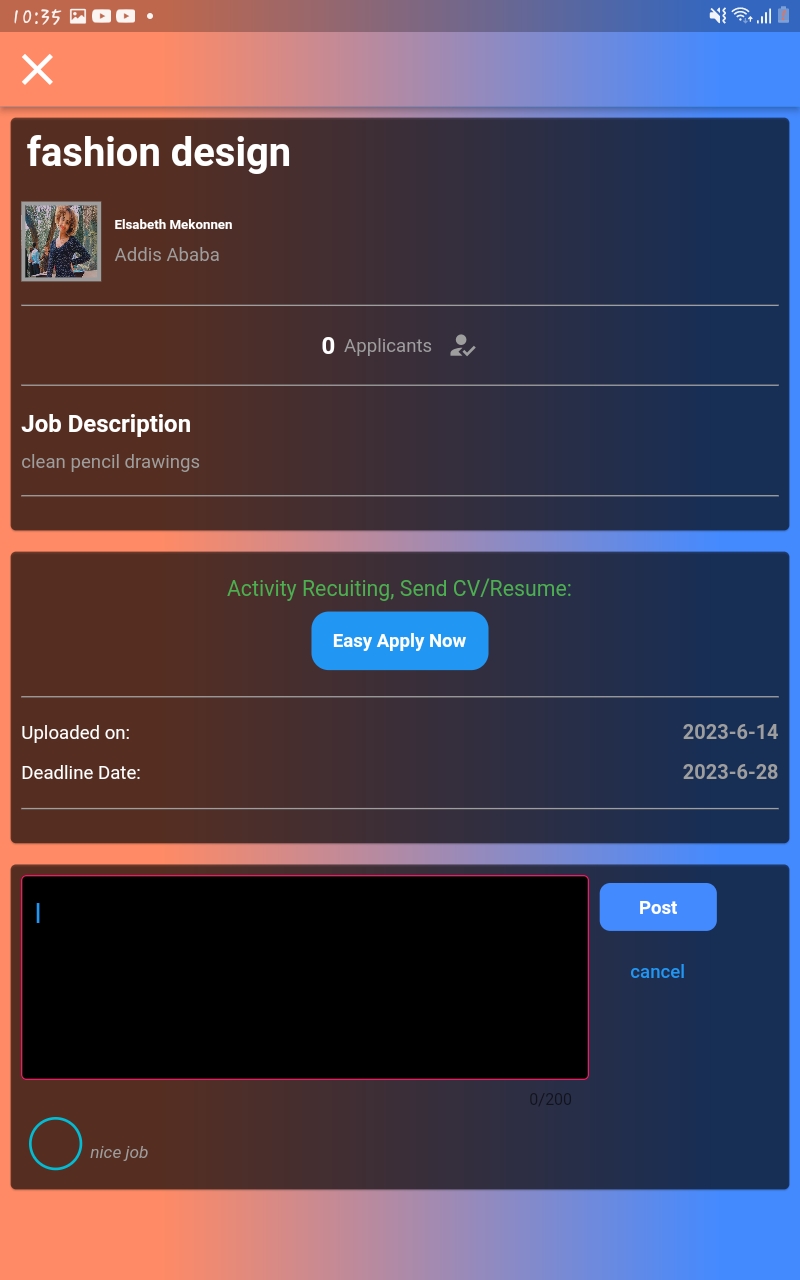 10:35
fashion design
Elsabeth Mekonnen
Addis Ababa
0 Applicants
Job Description
clean pencil drawings
Activity Recuiting, Send CV/Resume:
Easy Apply Now
Uploaded on: 2023-6-14
Deadline Date: 2023-6-28
Post
cancel
0/200
nice job